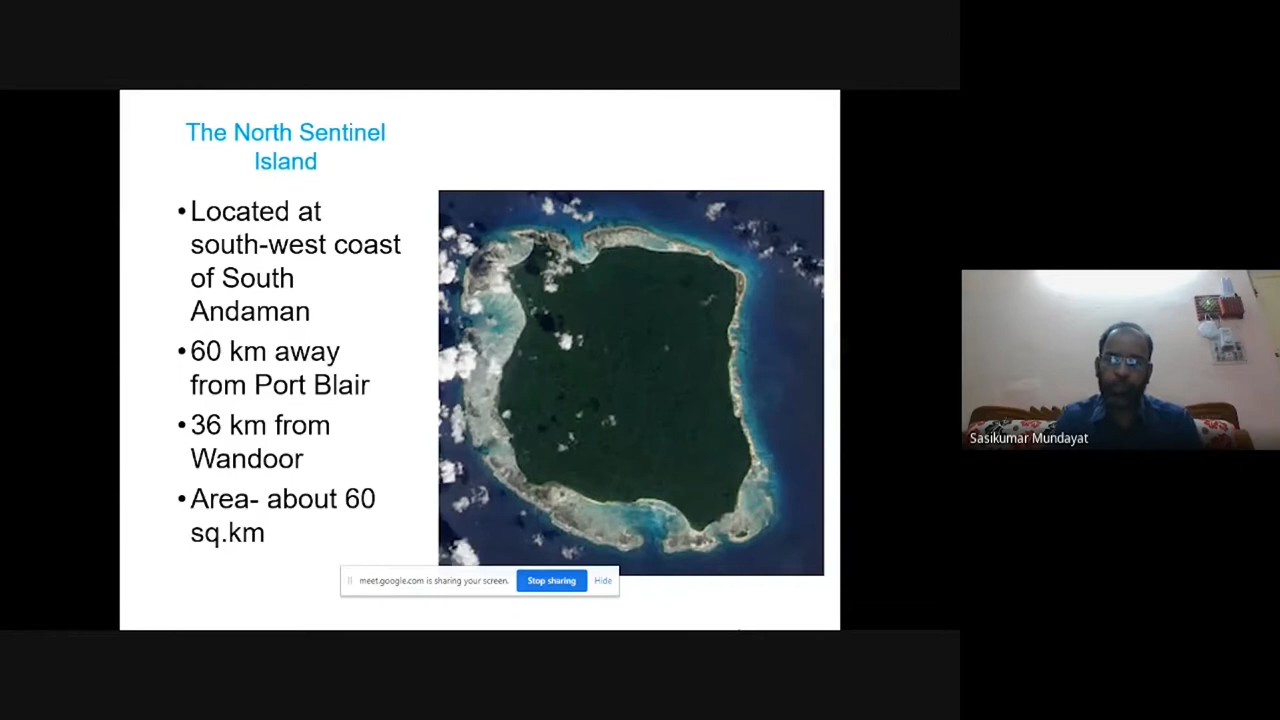 The North Sentinel
Island
•Located at
south-west coast
of South
Andaman
•60 km away
from Port Blair
•36 km from
Wandoor
•Area- about 60
sq.km
meet.google.com is sharing your screen.
Stop sharing
Hide
Sasikumar Mundayat